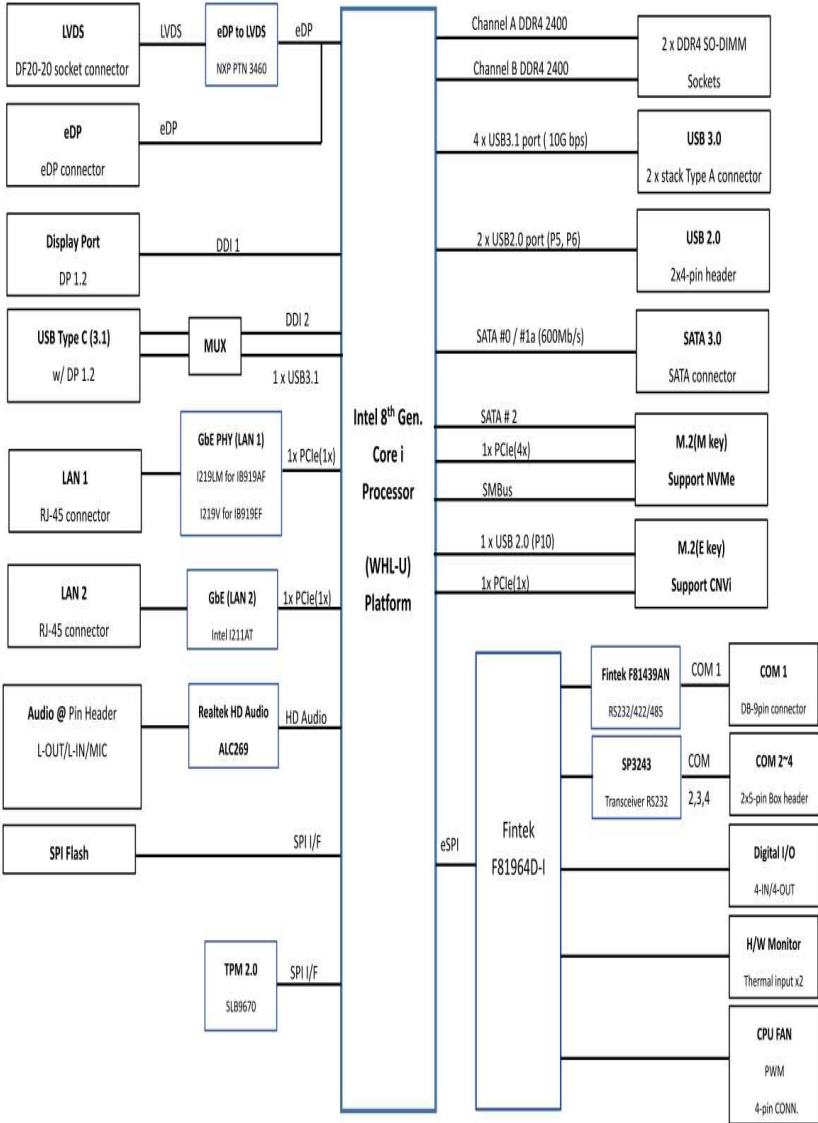 LVDS
DF20-20 socket connector
LVDS
eDP to LVDS
NXP PTN 3460
eDP
eDP
eDP connector
eDP
Display Port
DP 1.2
DDI 1
USB Type C (3.1)
w/ DP 1.2
MUX
DDI 2
1 x USB3.1
LAN 1
RJ-45 connector
GbE PHY (LAN 1)
I219LM for IB919AF
I219V for IB919EF
1x PCIe(1x)
LAN 2
RJ-45 connector
GbE (LAN 2)
Intel I211AT
1x PCIe(1x)
Audio @ Pin Header
L-OUT/L-IN/MIC
Realtek HD Audio
ALC269
HD Audio
SPI Flash
SPI I/F
TPM 2.0
SLB9670
SPI I/F
Intel 8th Gen.
Core i
Processor
(WHL-U)
Platform
Channel A DDR4 2400
Channel B DDR4 2400
2 x DDR4 SO-DIMM
Sockets
4 x USB3.1 port ( 10G bps)
USB 3.0
2 x stack Type A connector
2 x USB2.0 port (P5, P6)
USB 2.0
2x4-pin header
SATA #0 / #1a (600Mb/s)
SATA 3.0
SATA connector
SATA # 2
1x PCIe(4x)
SMBus
M.2(M key)
Support NVMe
1 x USB 2.0 (P10)
1x PCIe(1x)
M.2(E key)
Support CNVi
eSPI
Fintek
F81964D-I
Fintek F81439AN
RS232/422/485
COM 1
COM 1
DB-9pin connector
SP3243
Transceiver RS232
COM
2,3,4
COM 2~4
2x5-pin Box header
Digital I/O
4-IN/4-OUT
H/W Monitor
Thermal input x2
CPU FAN
PWM
4-pin CONN.